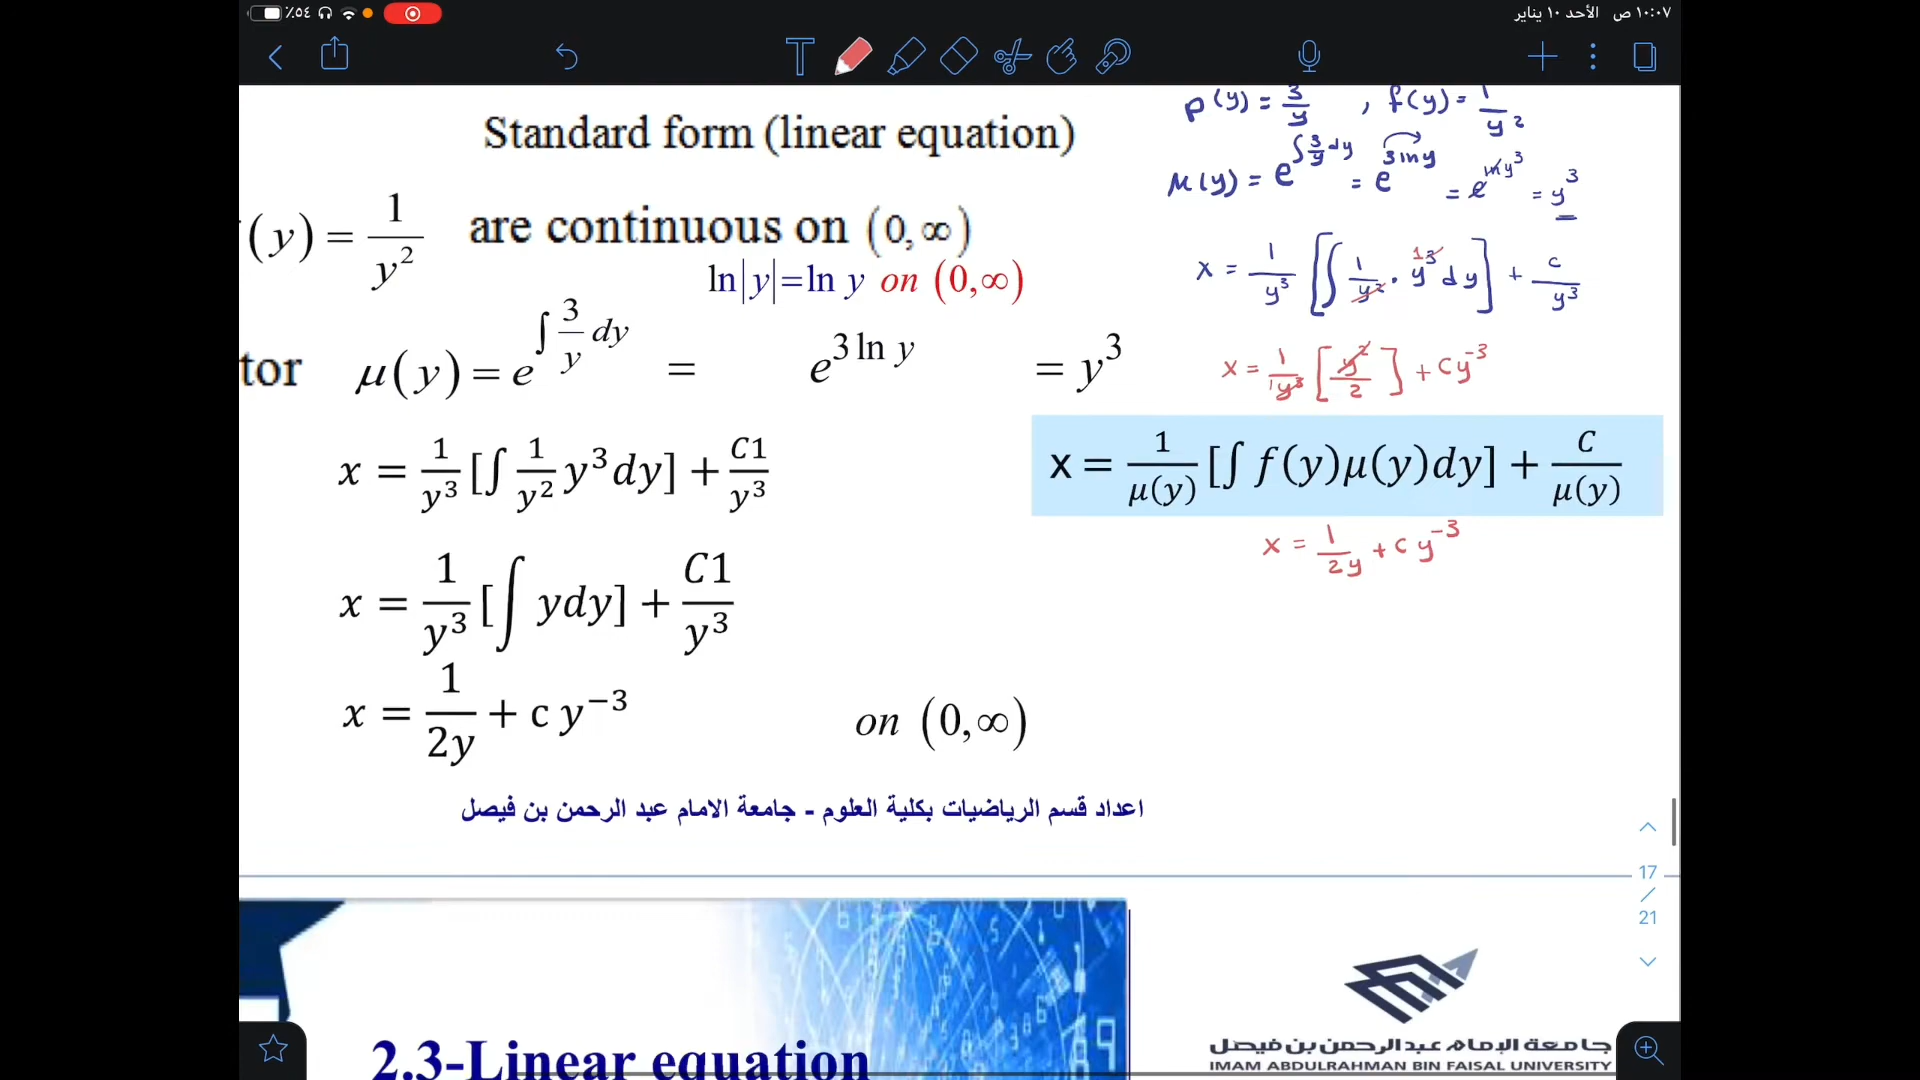 ١٠:٠٧ ص الأحد ١٠ يناير
٪٥٤
Standard form (linear equation)
(y) = 1/y²
are continuous on (0,∞)
ln|y|=ln y on (0,∞)
tor μ(y) = e^{∫ 3/y dy} = e^{3 ln y} = y³
x = 1/y³ [∫ 1/y² y³dy] + C1/y³
x = 1/y³ [∫ ydy] + C1/y³
x = 1/2y + c y⁻³ on (0,∞)
P(y) = 3/y , f(y) = 1/y²
μ(y) = e^{∫ 3/y dy} = e^{3 ln y} = e^{ln y³} = y³
x = 1/y³ [∫ 1/y² · y³ dy] + c/y³
x = 1/y³ [y²/2] + Cy⁻³
x = 1/μ(y) [∫ f(y)μ(y)dy] + C/μ(y)
x = 1/2y + c y⁻³
اعداد قسم الرياضيات بكلية العلوم - جامعة الامام عبد الرحمن بن فيصل
17
/
21
2.3-Linear equation
جامعة الإمام عبدالرحمن بن فيصل
IMAM ABDULRAHMAN BIN FAISAL UNIVERSITY